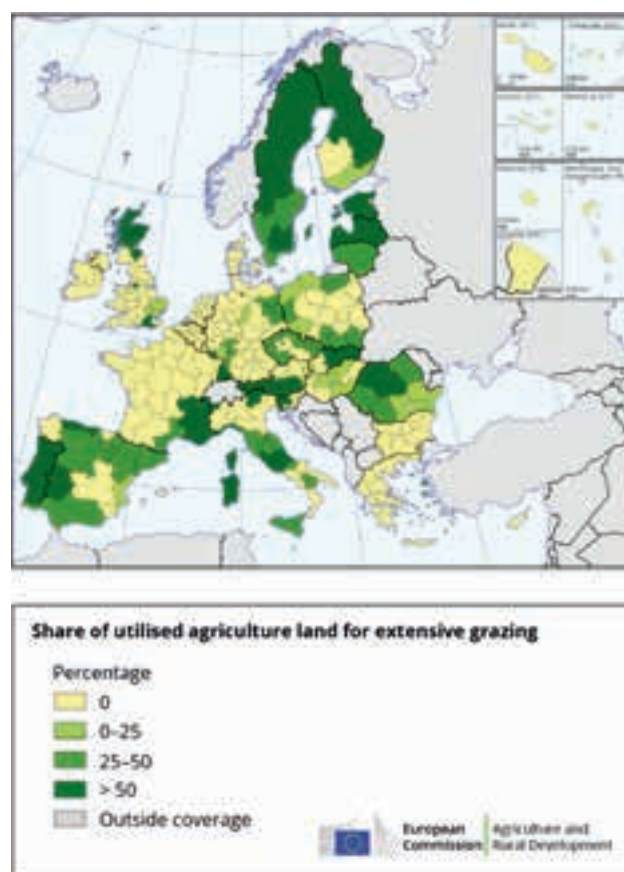 Share of utilised agriculture land for extensive grazing
Percentage
0
0–25
25–50
> 50
Outside coverage
European
Commission
Agriculture and
Rural Development